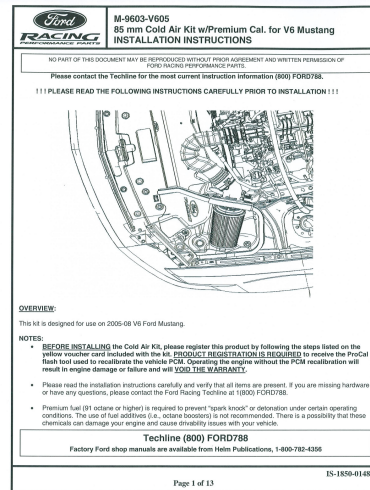 Ford
RACING
PERFORMANCE PARTS
M-9603-V605
85 mm Cold Air Kit w/Premium Cal. for V6 Mustang
INSTALLATION INSTRUCTIONS
NO PART OF THIS DOCUMENT MAY BE REPRODUCED WITHOUT PRIOR AGREEMENT AND WRITTEN PERMISSION OF
FORD RACING PERFORMANCE PARTS.
Please contact the Techline for the most current instruction information (800) FORD788.
! ! ! PLEASE READ THE FOLLOWING INSTRUCTIONS CAREFULLY PRIOR TO INSTALLATION ! ! !
OVERVIEW:
This kit is designed for use on 2005-08 V6 Ford Mustang.
NOTES:
• BEFORE INSTALLING the Cold Air Kit, please register this product by following the steps listed on the
yellow voucher card included with the kit. PRODUCT REGISTRATION IS REQUIRED to receive the ProCal
flash tool used to recalibrate the vehicle PCM. Operating the engine without the PCM recalibration will
result in engine damage or failure and will VOID THE WARRANTY.
• Please read the installation instructions carefully and verify that all items are present. If you are missing hardware
or have any questions, please contact the Ford Racing Techline at 1(800) FORD788.
• Premium fuel (91 octane or higher) is required to prevent “spark knock” or detonation under certain operating
conditions. The use of fuel additives (i.e., octane boosters) is not recommended. There is a possibility that these
chemicals can damage your engine and cause drivability issues with your vehicle.
Techline (800) FORD788
Factory Ford shop manuals are available from Helm Publications, 1-800-782-4356
IS-1850-0148
Page 1 of 13